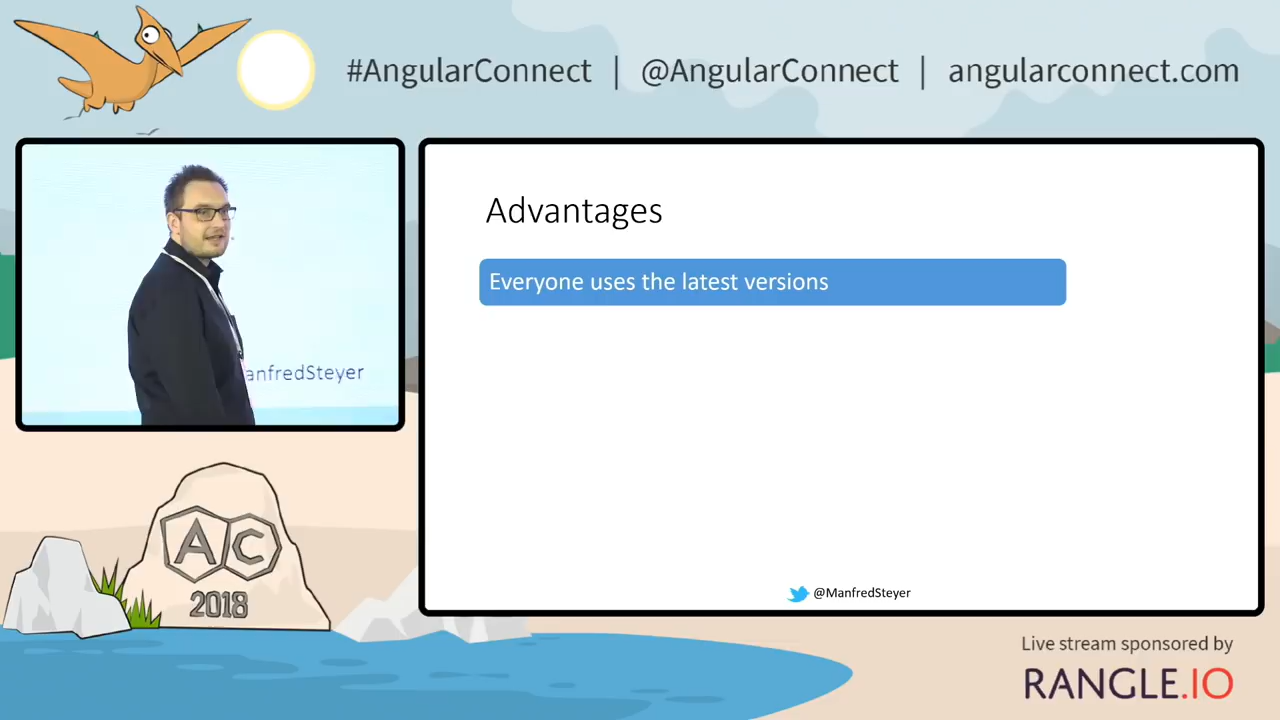 #AngularConnect | @AngularConnect | angularconnect.com
anfredSteyer
Advantages
Everyone uses the latest versions
@ManfredSteyer
AC
2018
Live stream sponsored by
RANGLE.IO